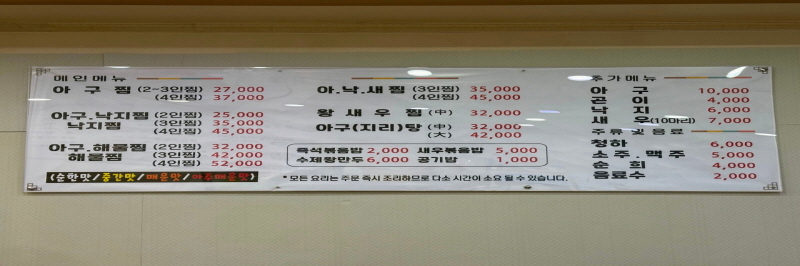 메인메뉴
아 구 찜 (2~3인찜) 27,000
(4인찜) 37,000
아구.낙지찜 (2인찜) 25,000
낙지찜 (3인찜) 35,000
(4인찜) 45,000
아구.해물찜 (2인찜) 32,000
해물찜 (3인찜) 42,000
(4인찜) 52,000
(순한맛/중간맛/매운맛/아주매운맛)
아.낙.새찜 (3인찜) 35,000
(4인찜) 45,000
왕 새 우 찜 (中) 32,000
아구(지리)탕 (中) 32,000
(大) 42,000
즉석볶음밥 2,000 새우볶음밥 5,000
수제왕만두 6,000 공기밥 1,000
* 모든 요리는 주문 즉시 조리하므로 다소 시간이 소요 될 수 있습니다.
추가메뉴
아 구 10,000
곤 이 4,000
낙 지 6,000
새 우(10마리) 7,000
주류 및 음료
청하 6,000
소주.맥주 5,000
순 희 4,000
음료수 2,000